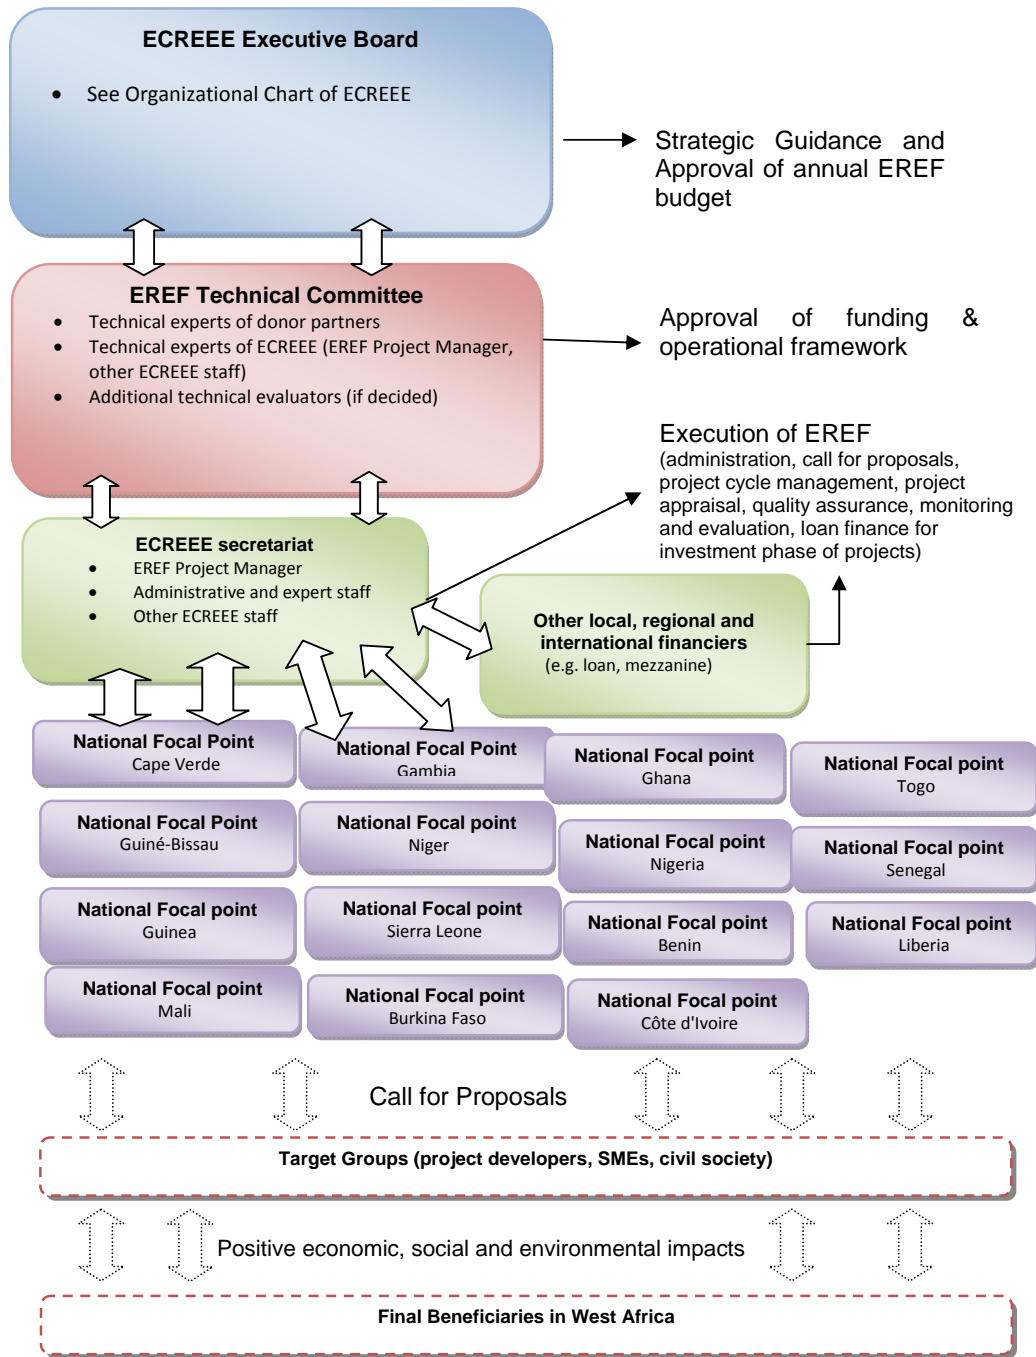 ECREEE Executive Board
• See Organizational Chart of ECREEE
Strategic Guidance and
Approval of annual EREF
budget
EREF Technical Committee
• Technical experts of donor partners
• Technical experts of ECREEE (EREF Project Manager,
other ECREEE staff)
• Additional technical evaluators (if decided)
Approval of funding &
operational framework
Execution of EREF
(administration, call for proposals,
project cycle management, project
appraisal, quality assurance, monitoring
and evaluation, loan finance for
investment phase of projects)
ECREEE secretariat
• EREF Project Manager
• Administrative and expert staff
• Other ECREEE staff
Other local, regional and
international financiers
(e.g. loan, mezzanine)
National Focal Point
Cape Verde
National Focal Point
Gambia
National Focal point
Ghana
National Focal point
Togo
National Focal Point
Guiné-Bissau
National Focal point
Niger
National Focal point
Nigeria
National Focal point
Senegal
National Focal point
Guinea
National Focal point
Sierra Leone
National Focal point
Benin
National Focal point
Liberia
National Focal point
Mali
National Focal point
Burkina Faso
National Focal point
Côte d'Ivoire
Call for Proposals
Target Groups (project developers, SMEs, civil society)
Positive economic, social and environmental impacts
Final Beneficiaries in West Africa